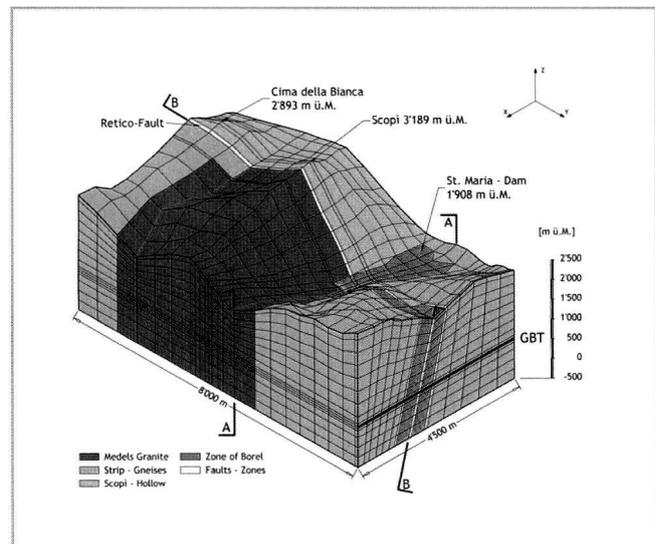 Z
X
Y
B
Cima della Bianca
2'893 m ü.M.
Retico-Fault
Scopì 3'189 m ü.M.
St. Maria - Dam
1'908 m ü.M.
A
[m ü.M.]
2'500
2'000
1'500
1'000
500
0
-500
GBT
8'000 m
4'500 m
A
B
Medels Granite
Zone of Borel
Strip - Gneises
Faults - Zones
Scopì - Hollow